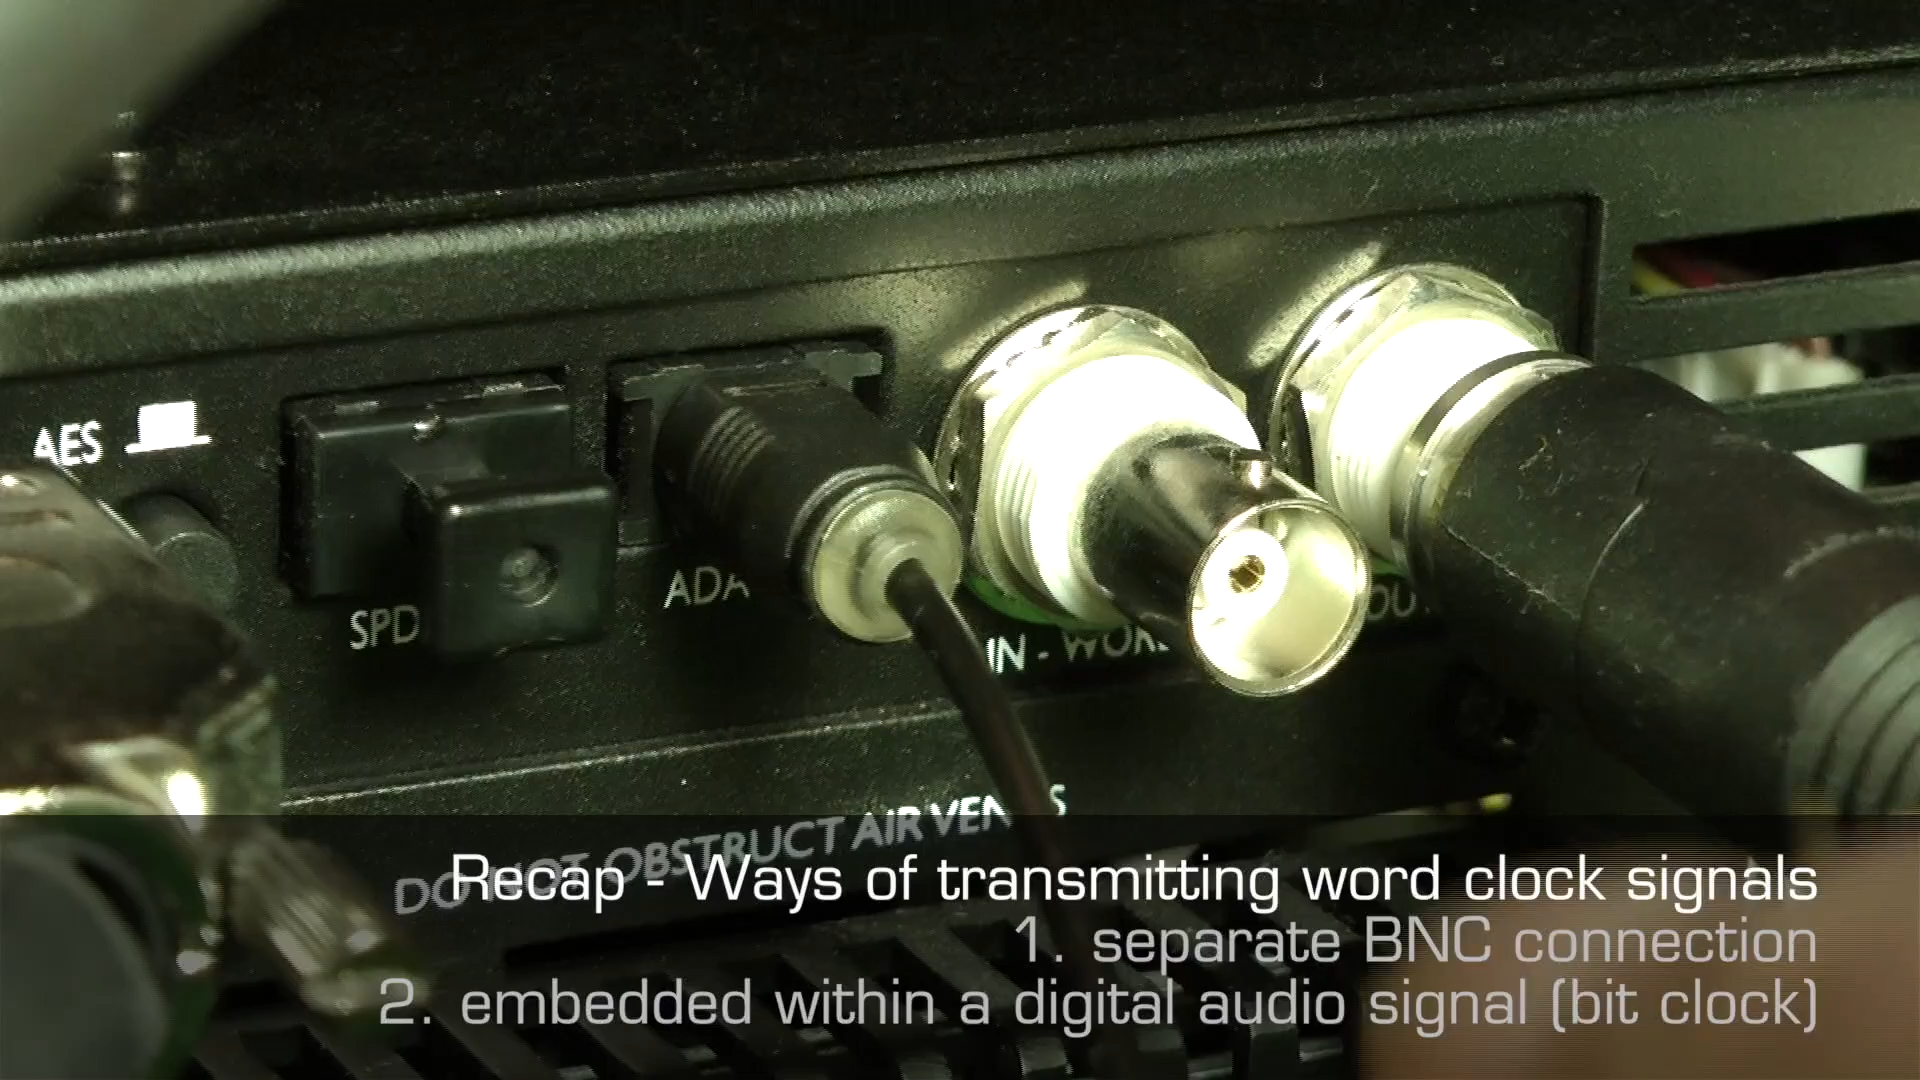 AES
SPD
ADA
IN - WOR
OU
DO NOT OBSTRUCT AIR VEN S
Recap - Ways of transmitting word clock signals
1. separate BNC connection
2. embedded within a digital audio signal (bit clock)